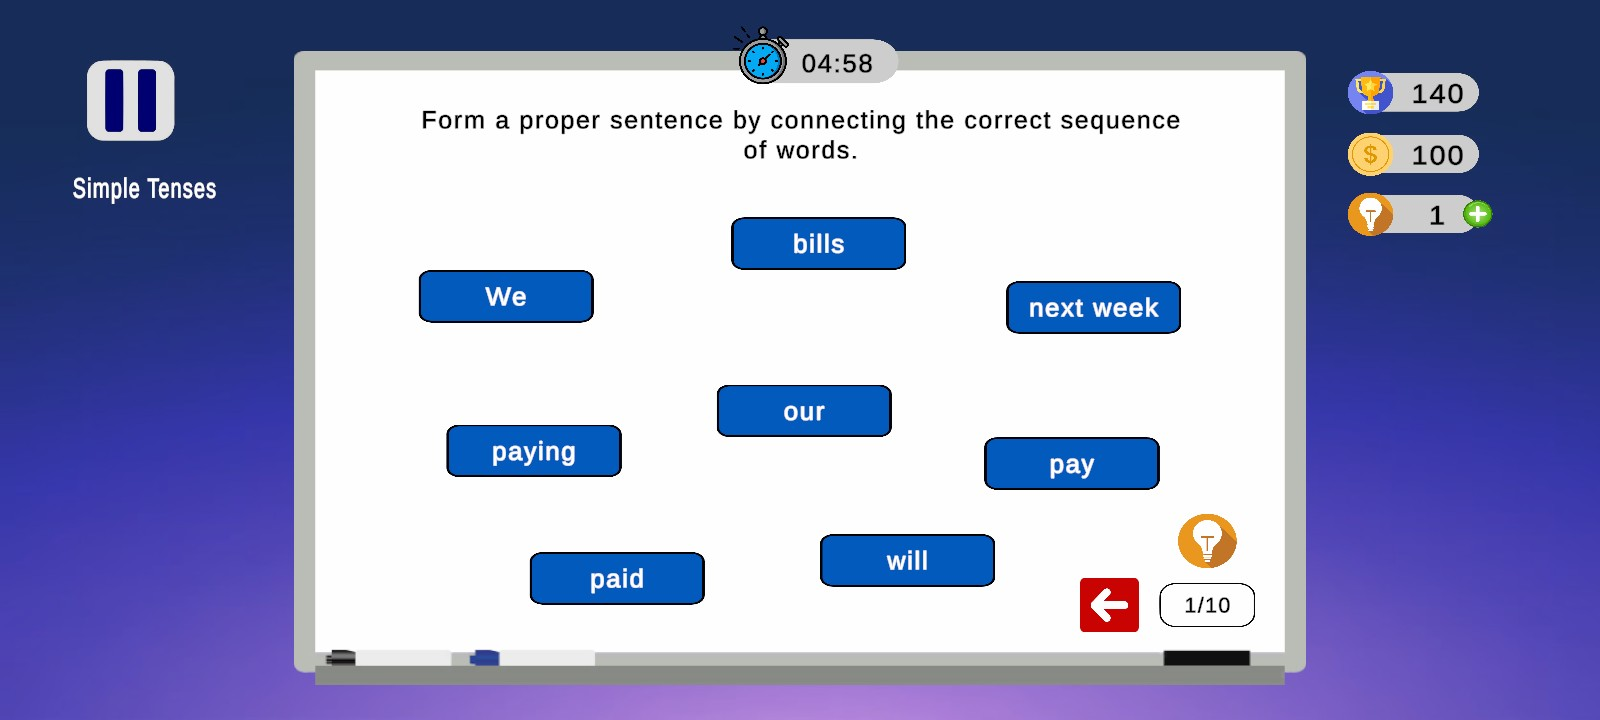 04:58
140
Simple Tenses
Form a proper sentence by connecting the correct sequence
of words.
$ 100
1
bills
We
next week
our
paying
pay
will
paid
1/10